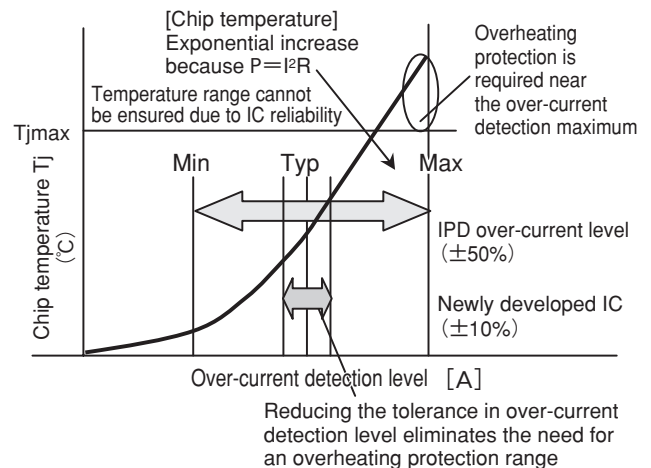 [Chip temperature]
Exponential increase
because P=I²R
Overheating
protection is
required near
the over-current
detection maximum
Temperature range cannot
be ensured due to IC reliability
Tjmax
Min
Typ
Max
Chip temperature Tj
(℃)
IPD over-current level
(±50%)
Newly developed IC
(±10%)
Over-current detection level [A]
Reducing the tolerance in over-current
detection level eliminates the need for
an overheating protection range